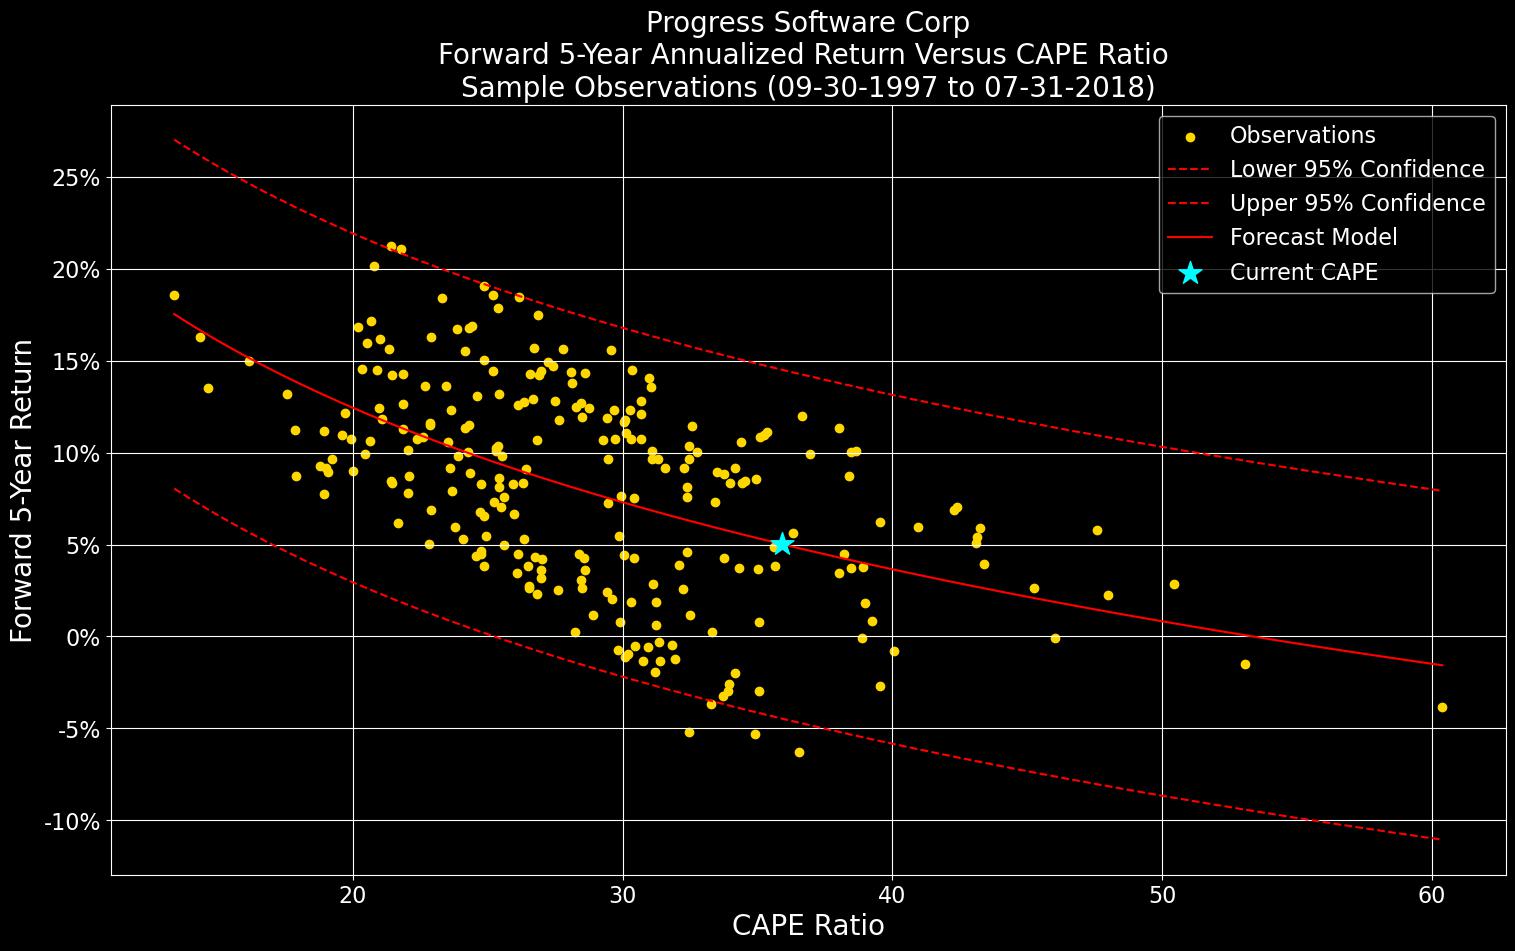 Progress Software Corp
Forward 5-Year Annualized Return Versus CAPE Ratio
Sample Observations (09-30-1997 to 07-31-2018)
Observations
Lower 95% Confidence
Upper 95% Confidence
Forecast Model
Current CAPE
Forward 5-Year Return
25%
20%
15%
10%
5%
0%
-5%
-10%
20
30
40
50
60
CAPE Ratio